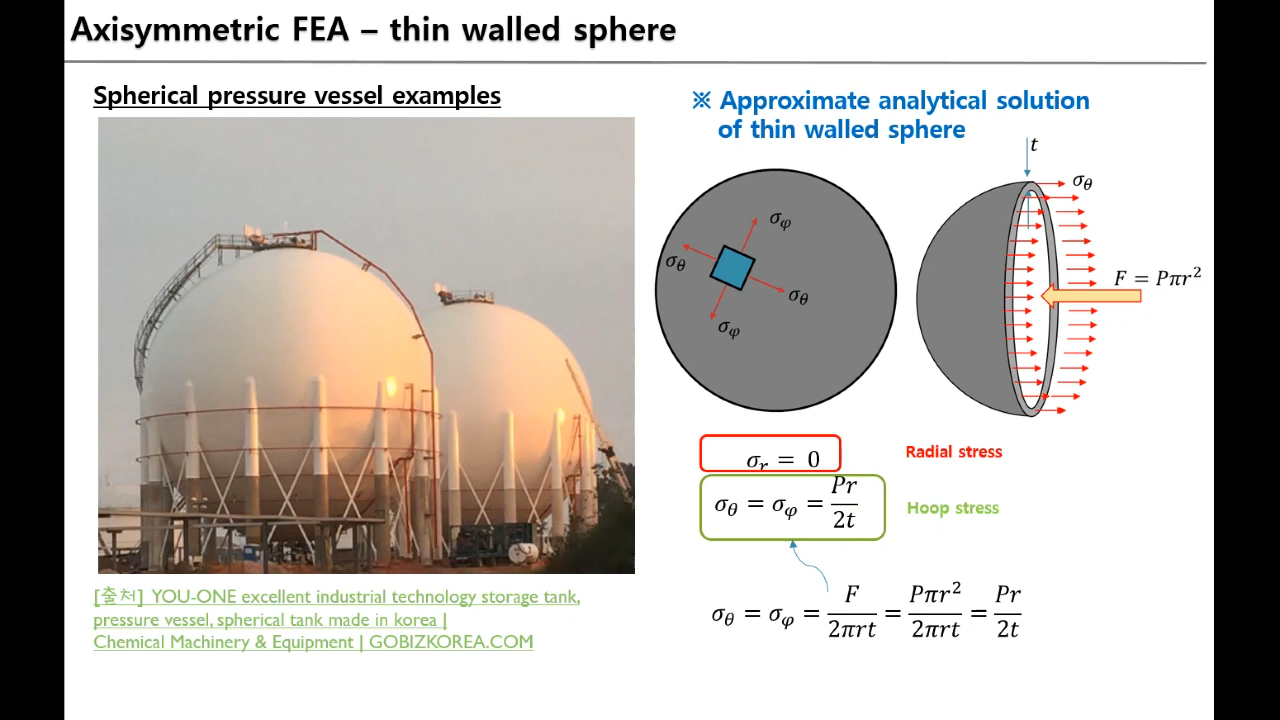 Axisymmetric FEA – thin walled sphere
Spherical pressure vessel examples
[출처] YOU-ONE excellent industrial technology storage tank,
pressure vessel, spherical tank made in korea |
Chemical Machinery & Equipment | GOBIZKOREA.COM
※ Approximate analytical solution
of thin walled sphere
σφ
σθ
σθ
σφ
t
σθ
F = Pπr²
σr = 0
Radial stress
σθ = σφ = Pr/2t
Hoop stress
σθ = σφ = F/2πrt = Pπr²/2πrt = Pr/2t